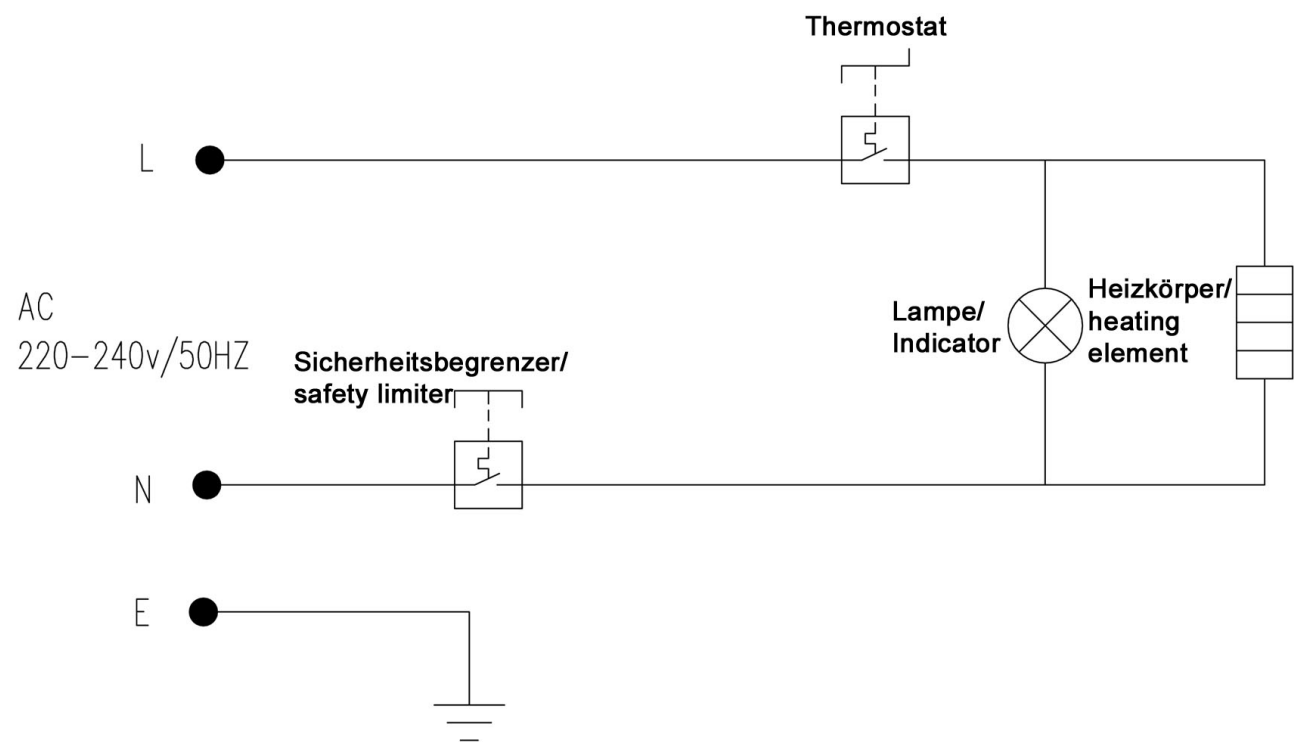 Thermostat
L
AC
220-240v/50HZ
Lampe/
Indicator
Heizkörper/
heating
element
Sicherheitsbegrenzer/
safety limiter
N
E